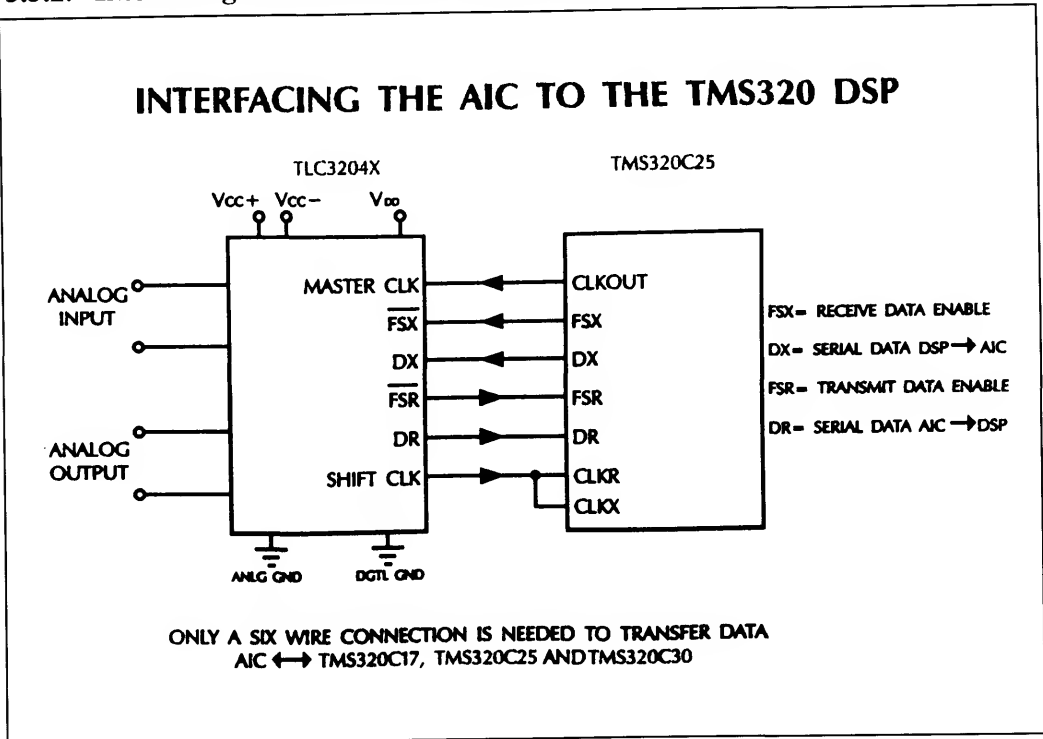 INTERFACING THE AIC TO THE TMS320 DSP
TLC3204X
TMS320C25
Vcc+ Vcc−
ANALOG INPUT
ANALOG OUTPUT
MASTER CLK
FSX
DX
FSR
DR
SHIFT CLK
CLKOUT
FSX
DX
FSR
DR
CLKR
CLKX
FSX= RECEIVE DATA ENABLE
DX= SERIAL DATA DSP→AIC
FSR= TRANSMIT DATA ENABLE
DR= SERIAL DATA AIC→DSP
ANLG GND
DGTL GND
ONLY A SIX WIRE CONNECTION IS NEEDED TO TRANSFER DATA
AIC ↔ TMS320C17, TMS320C25 AND TMS320C30